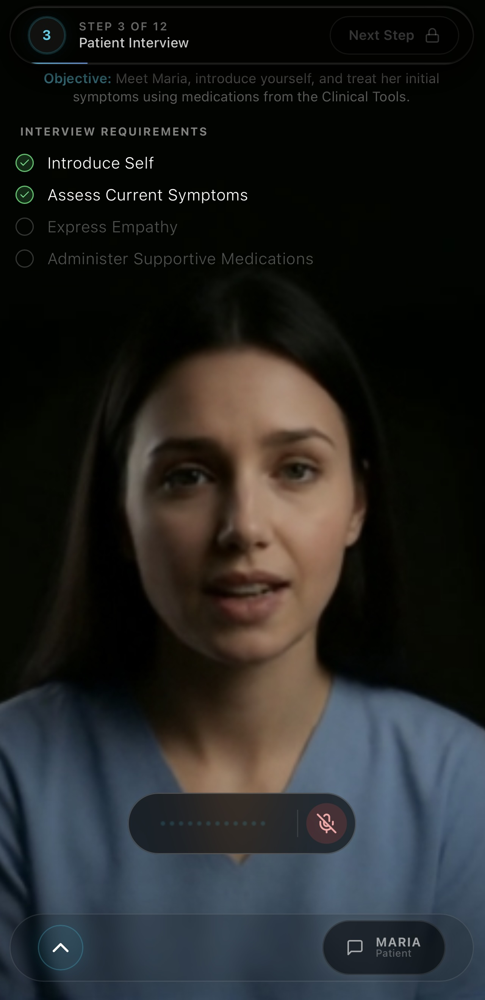 3
STEP 3 OF 12
Patient Interview
Next Step
Objective: Meet Maria, introduce yourself, and treat her initial
symptoms using medications from the Clinical Tools.
INTERVIEW REQUIREMENTS
Introduce Self
Assess Current Symptoms
Express Empathy
Administer Supportive Medications
MARIA
Patient